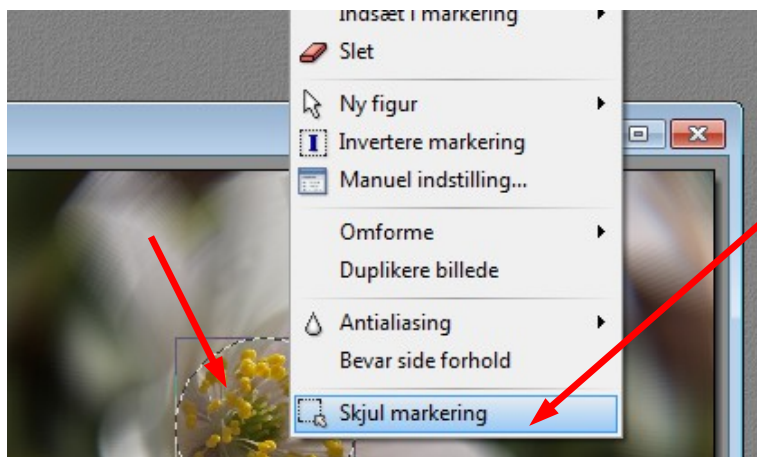 Indsæt i markering
Slet
Ny figur
Invertere markering
Manuel indstilling...
Omforme
Duplikere billede
Antialiasing
Bevar side forhold
Skjul markering